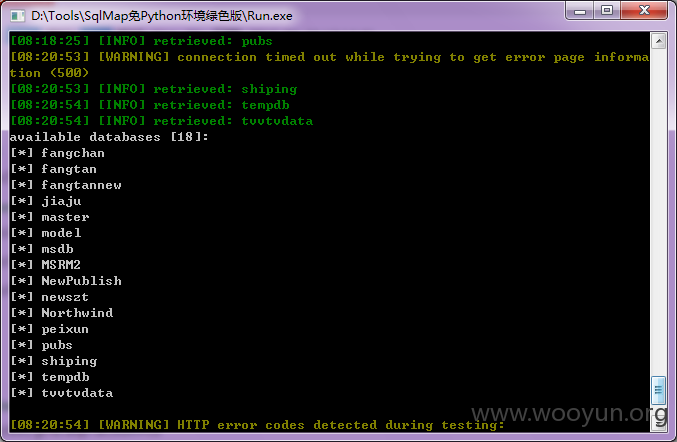 D:\Tools\SqlMap免Python环境绿色版\Run.exe
[08:18:25] [INFO] retrieved: pubs
[08:20:53] [WARNING] connection timed out while trying to get error page informa
tion (500)
[08:20:53] [INFO] retrieved: shiping
[08:20:54] [INFO] retrieved: tempdb
[08:20:54] [INFO] retrieved: tvvtvdata
available databases [18]:
[*] fangchan
[*] fangtan
[*] fangtannew
[*] jiaju
[*] master
[*] model
[*] msdb
[*] MSRM2
[*] NewPublish
[*] newszt
[*] Northwind
[*] peixun
[*] pubs
[*] shiping
[*] tempdb
[*] tvvtvdata
[08:20:54] [WARNING] HTTP error codes detected during testing:
www.wooyun.org